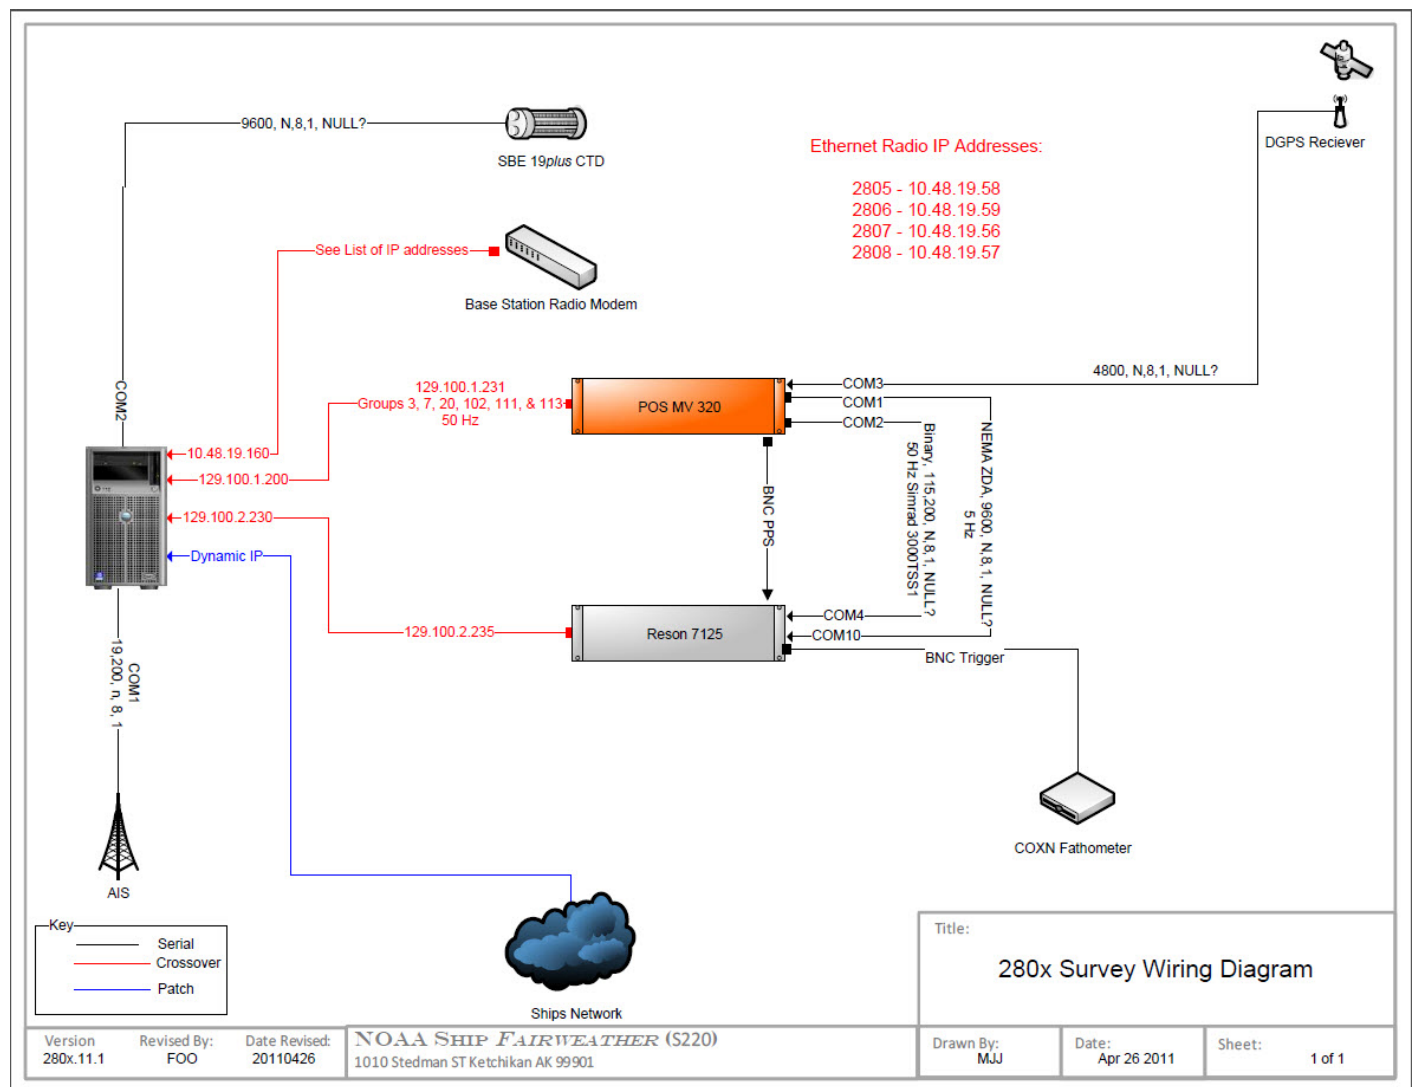 9600, N,8,1, NULL?
SBE 19plus CTD
DGPS Reciever
Ethernet Radio IP Addresses:
2805 - 10.48.19.58
2806 - 10.48.19.59
2807 - 10.48.19.56
2808 - 10.48.19.57
See List of IP addresses
Base Station Radio Modem
4800, N,8,1, NULL?
COM2
129.100.1.231
Groups 3, 7, 20, 102, 111, & 113
50 Hz
POS MV 320
COM3
COM1
COM2
10.48.19.160
129.100.1.200
129.100.2.230
Dynamic IP
BNC PPS
Binary, 115,200, N,8,1, NULL?
50 Hz Simrad 3000TSS1
NEMA ZDA, 9600, N,8,1, NULL?
5 Hz
129.100.2.235
Reson 7125
COM4
COM10
BNC Trigger
COM1
19,200, n, 8, 1
COXN Fathometer
AIS
Key
Serial
Crossover
Patch
Ships Network
Title:
280x Survey Wiring Diagram
Version
280x.11.1
Revised By:
FOO
Date Revised:
20110426
NOAA SHIP FAIRWEATHER (S220)
1010 Stedman ST Ketchikan AK 99901
Drawn By:
MJJ
Date:
Apr 26 2011
Sheet:
1 of 1